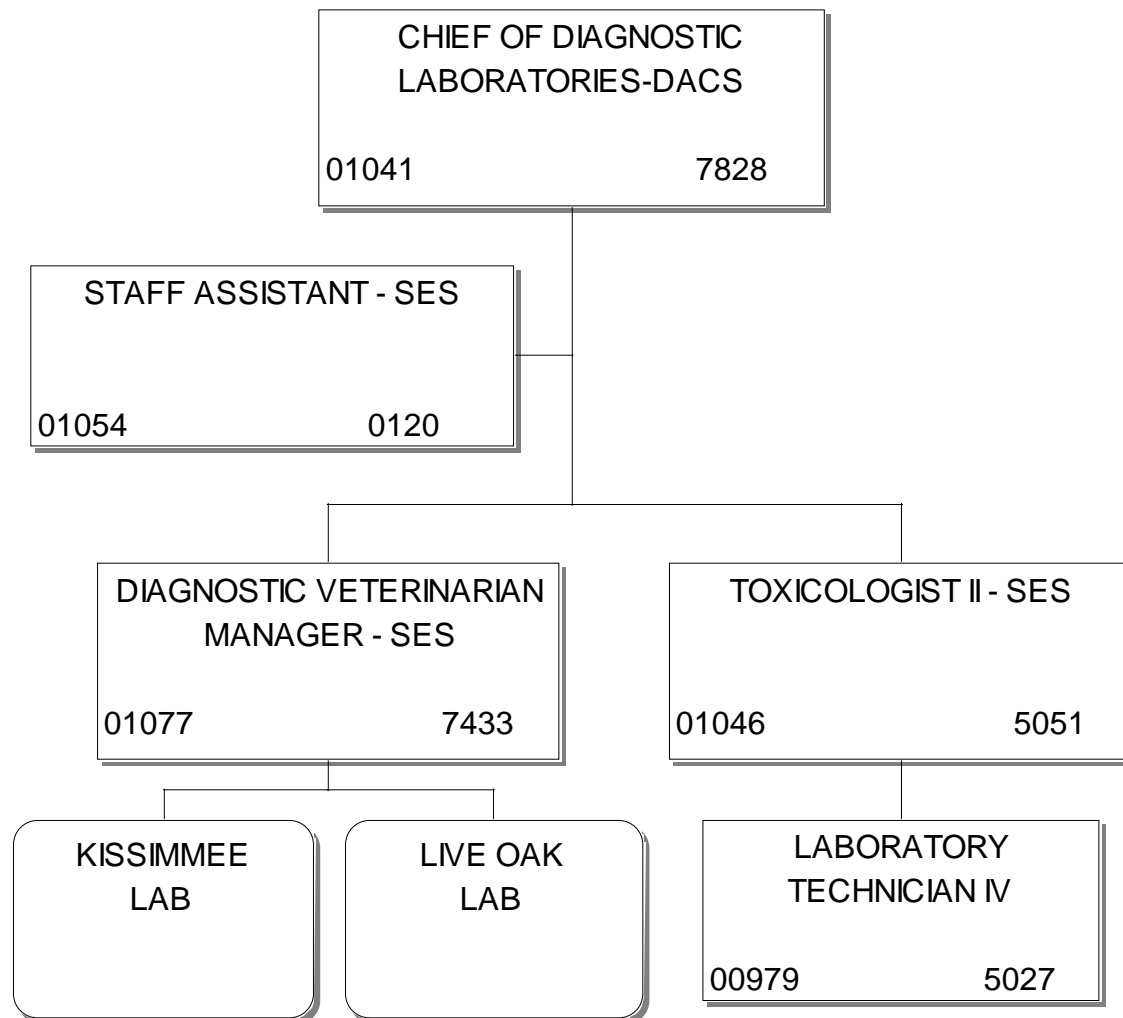 CHIEF OF DIAGNOSTIC
LABORATORIES-DACS
01041 7828
STAFF ASSISTANT - SES
01054 0120
DIAGNOSTIC VETERINARIAN
MANAGER - SES
01077 7433
TOXICOLOGIST II - SES
01046 5051
KISSIMMEE
LAB
LIVE OAK
LAB
LABORATORY
TECHNICIAN IV
00979 5027